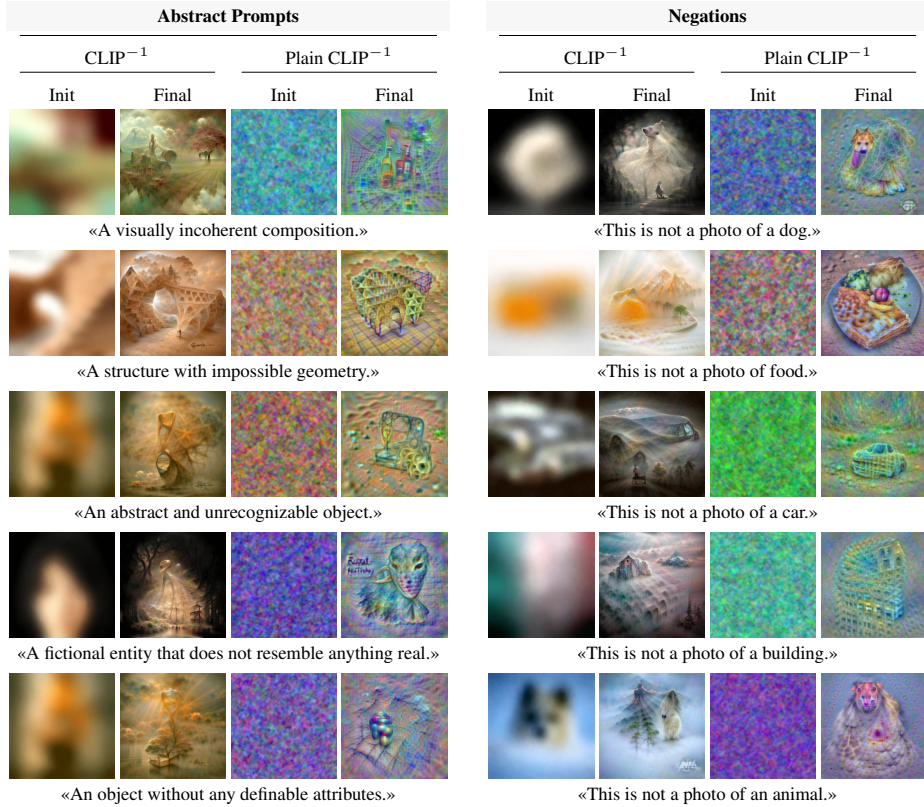 Abstract Prompts
CLIP⁻¹ Plain CLIP⁻¹
Init Final Init Final
«A visually incoherent composition.»
«A structure with impossible geometry.»
«An abstract and unrecognizable object.»
«A fictional entity that does not resemble anything real.»
«An object without any definable attributes.»
Negations
CLIP⁻¹ Plain CLIP⁻¹
Init Final Init Final
«This is not a photo of a dog.»
«This is not a photo of food.»
«This is not a photo of a car.»
«This is not a photo of a building.»
«This is not a photo of an animal.»